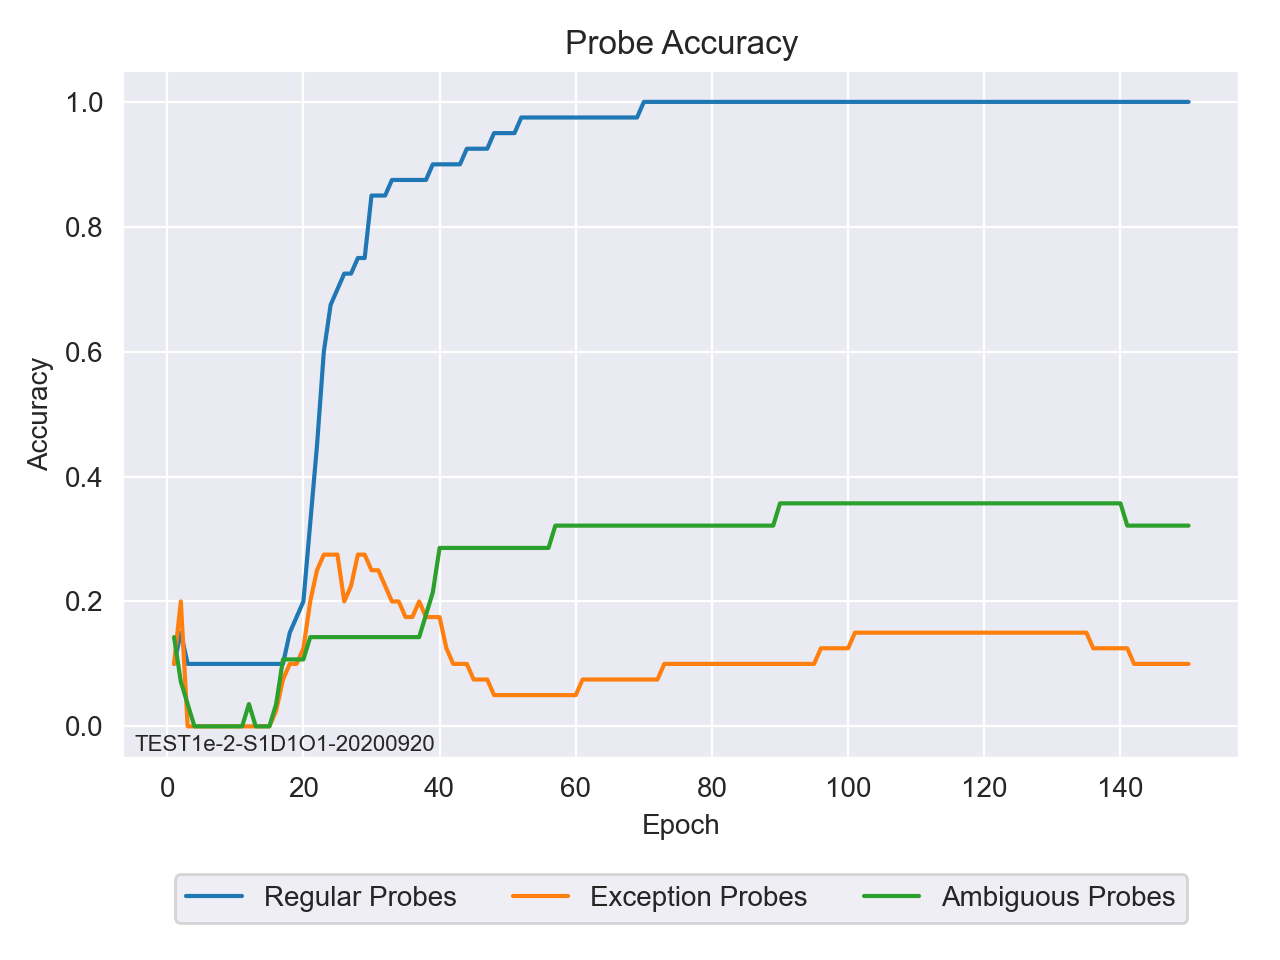 Probe Accuracy
1.0
0.8
0.6
0.4
0.2
0.0
Accuracy
TEST1e-2-S1D1O1-20200920
0 20 40 60 80 100 120 140
Epoch
Regular Probes Exception Probes Ambiguous Probes